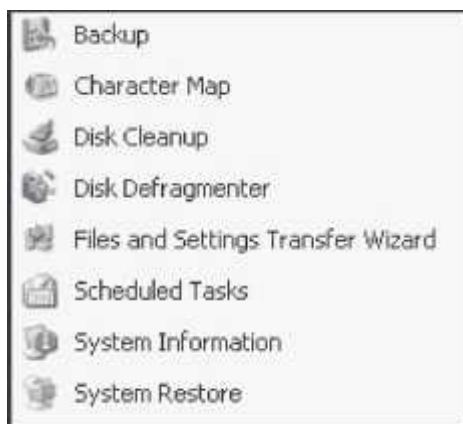 Backup
Character Map
Disk Cleanup
Disk Defragmenter
Files and Settings Transfer Wizard
Scheduled Tasks
System Information
System Restore